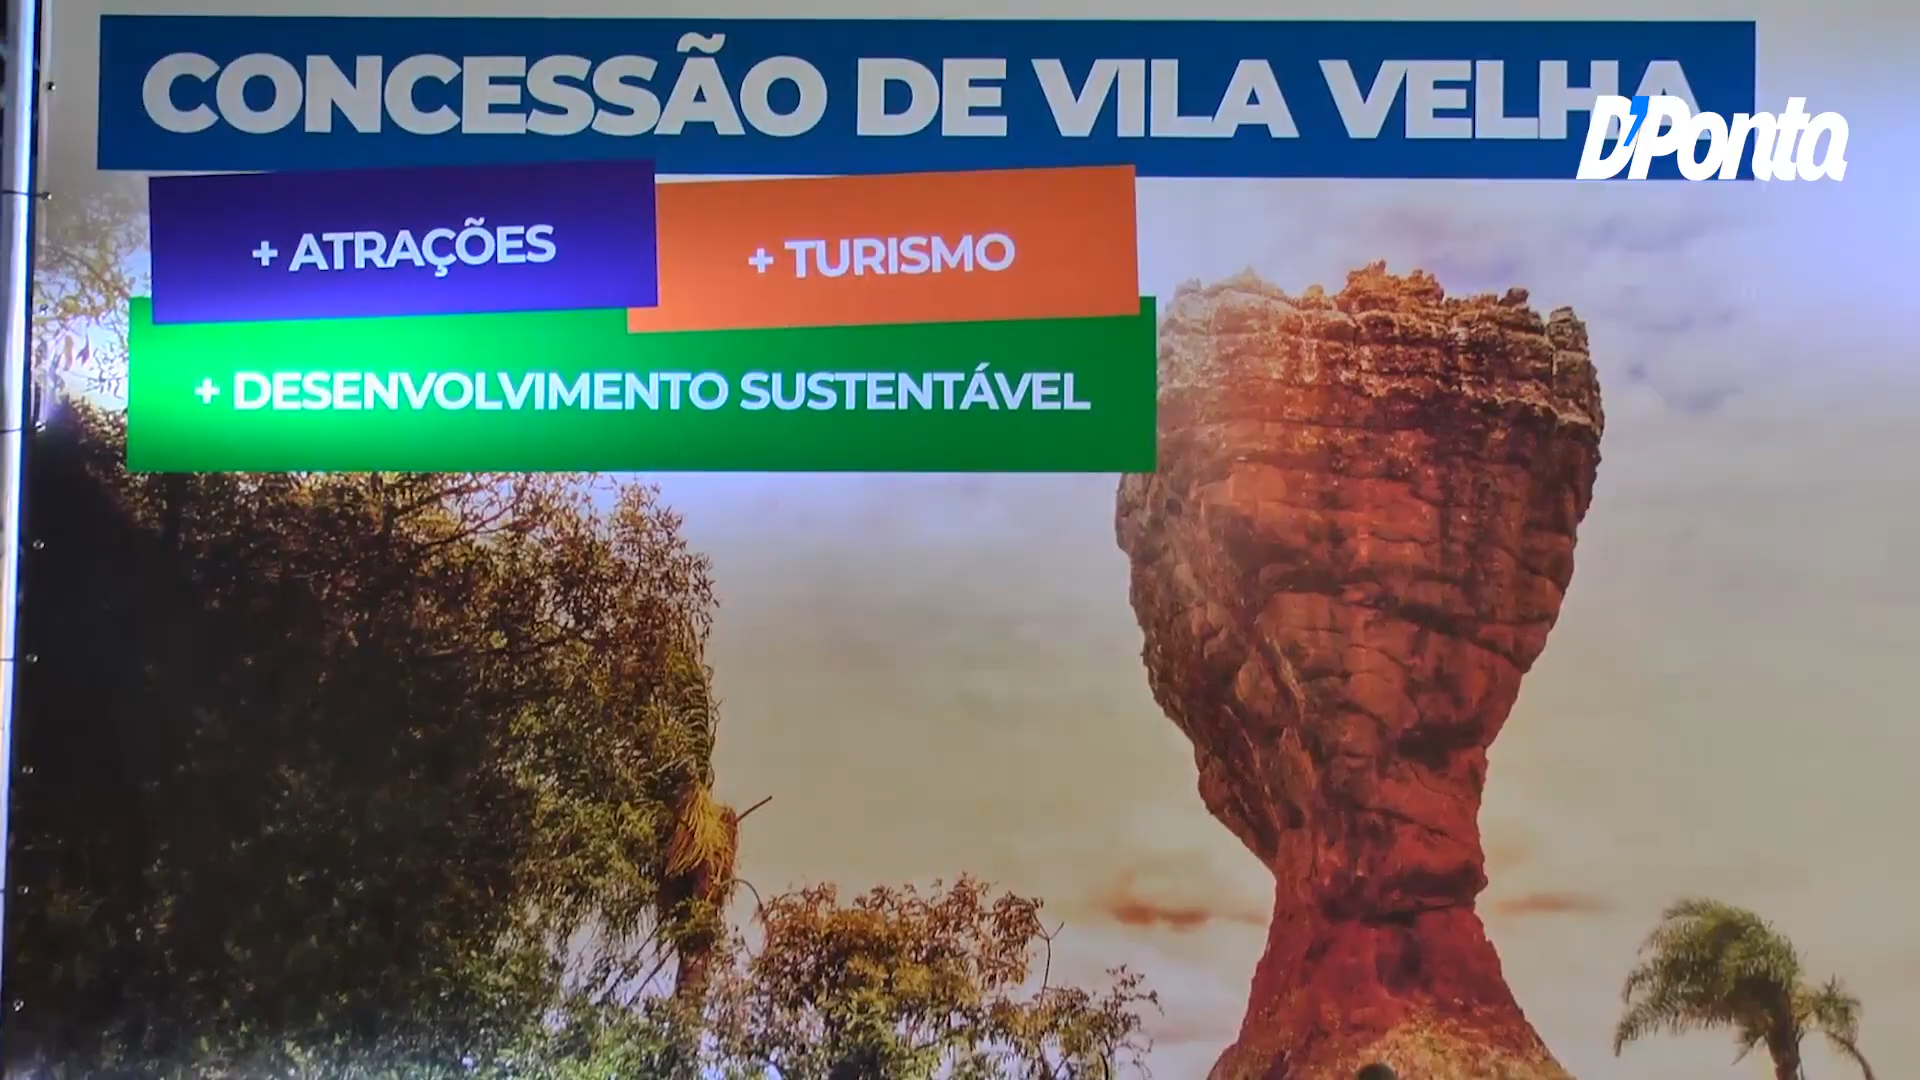 CONCESSÃO DE VILA VELHA
D'Ponta
+ ATRAÇÕES
+ TURISMO
+ DESENVOLVIMENTO SUSTENTÁVEL